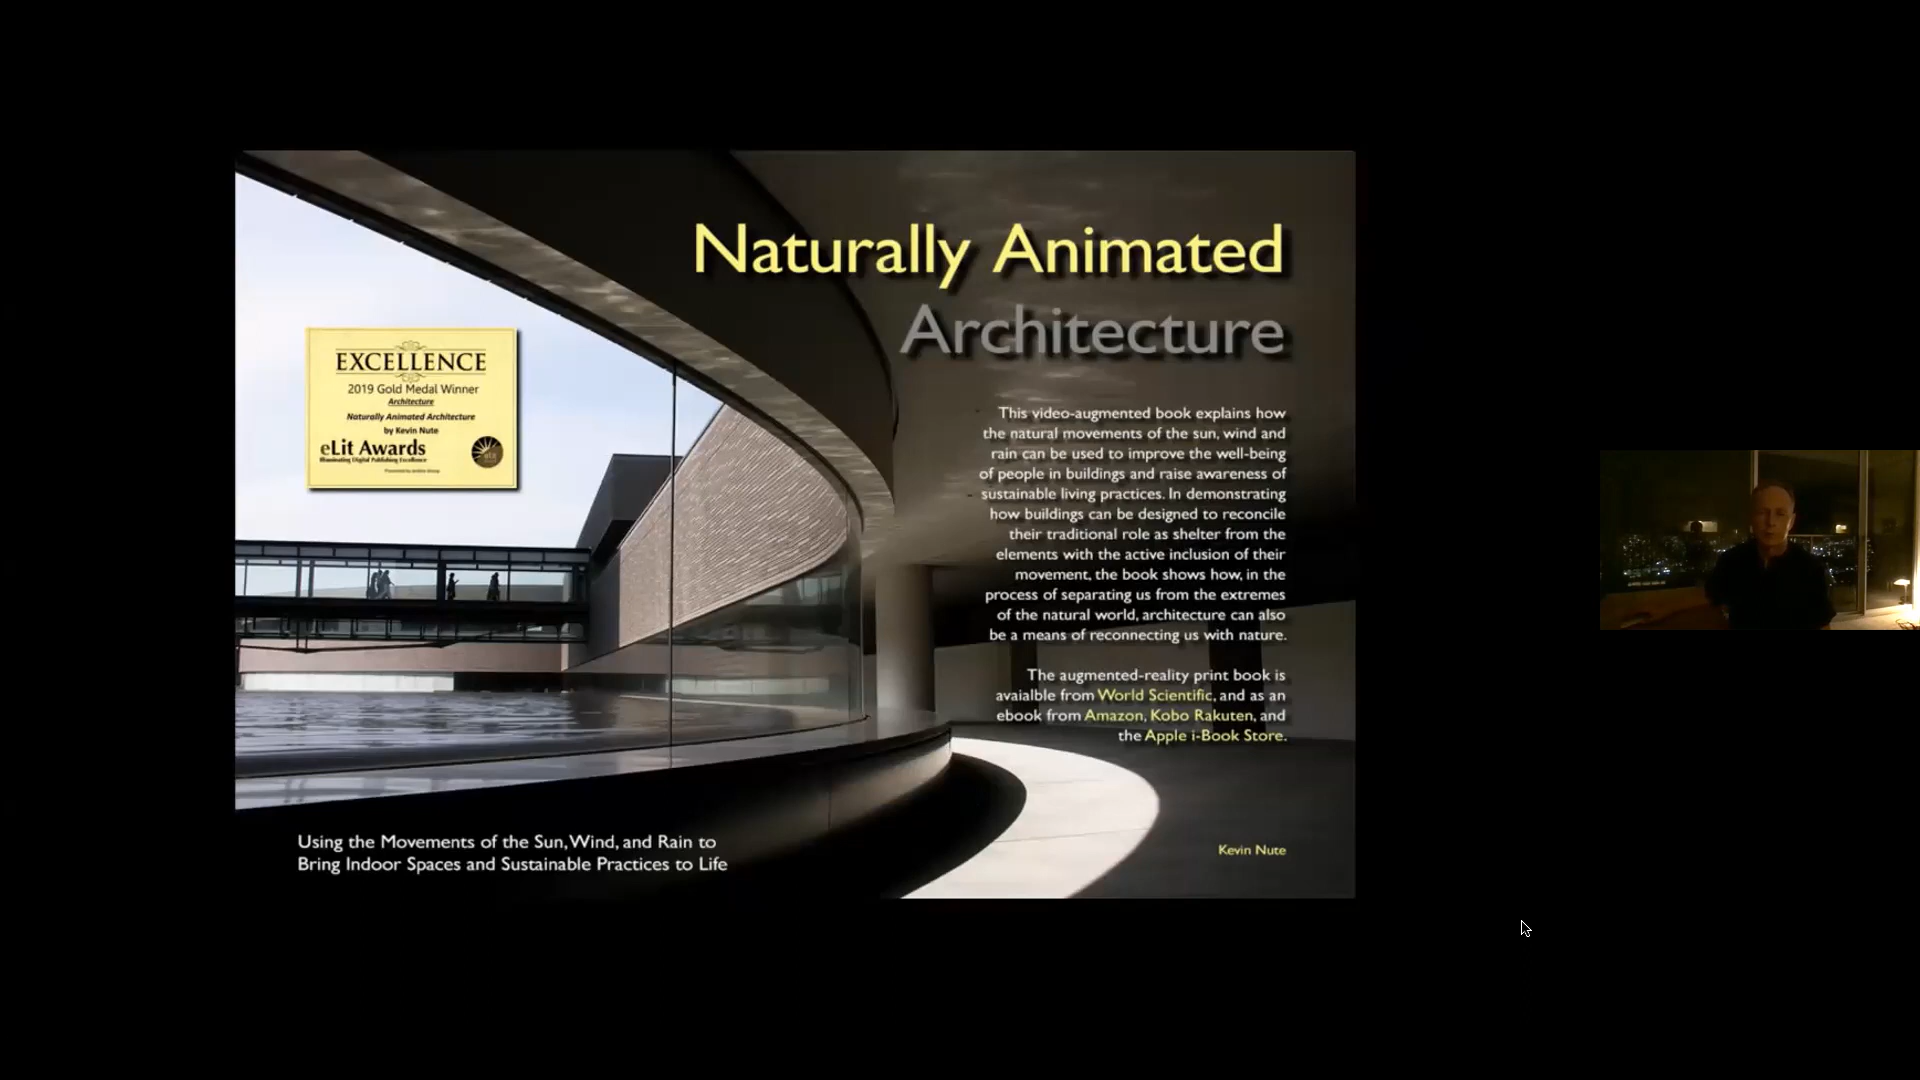 Naturally Animated
Architecture
EXCELLENCE
2019 Gold Medal Winner
Architecture
Naturally Animated Architecture
by Kevin Nute
eLit Awards
Illuminating Digital Publishing Excellence
This video-augmented book explains how
the natural movements of the sun, wind and
rain can be used to improve the well-being
of people in buildings and raise awareness of
sustainable living practices. In demonstrating
how buildings can be designed to reconcile
their traditional role as shelter from the
elements with the active inclusion of their
movement, the book shows how, in the
process of separating us from the extremes
of the natural world, architecture can also
be a means of reconnecting us with nature.
The augmented-reality print book is
avaialble from World Scientific, and as an
ebook from Amazon, Kobo Rakuten, and
the Apple i-Book Store.
Using the Movements of the Sun, Wind, and Rain to
Bring Indoor Spaces and Sustainable Practices to Life
Kevin Nute